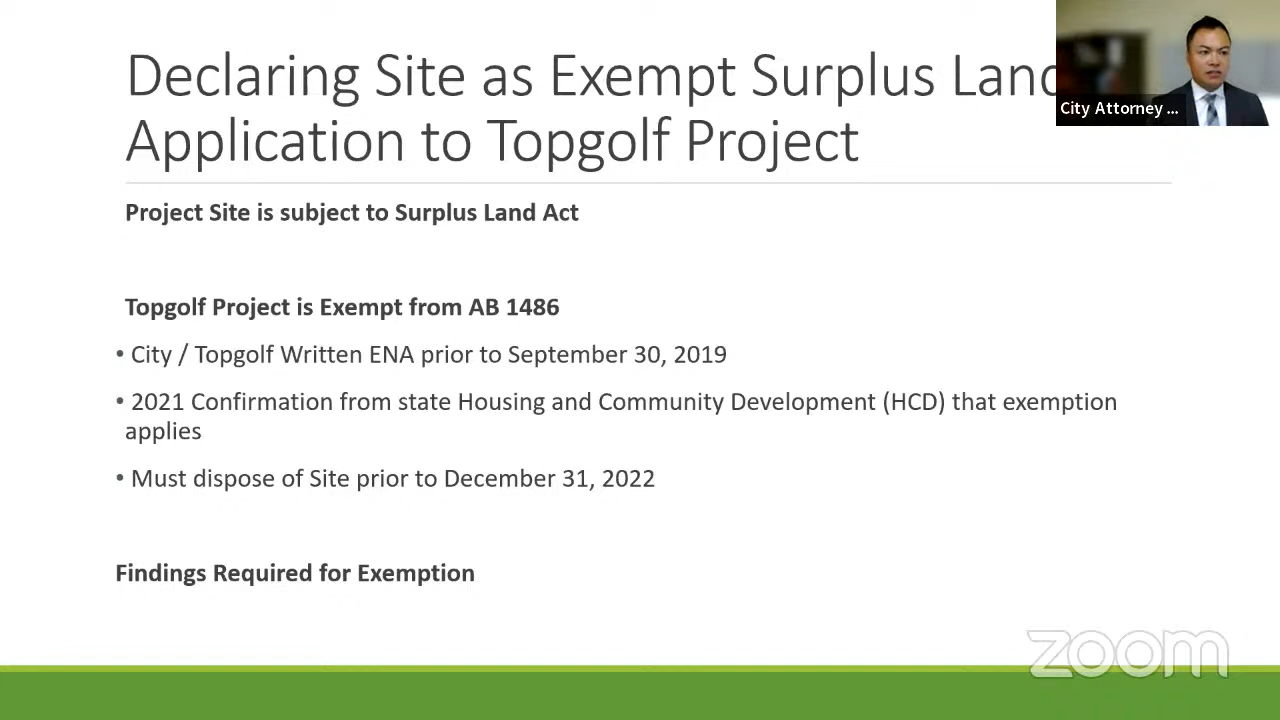 Declaring Site as Exempt Surplus Land
Application to Topgolf Project
City Attorney ...
Project Site is subject to Surplus Land Act
Topgolf Project is Exempt from AB 1486
• City / Topgolf Written ENA prior to September 30, 2019
• 2021 Confirmation from state Housing and Community Development (HCD) that exemption
applies
• Must dispose of Site prior to December 31, 2022
Findings Required for Exemption
zoom